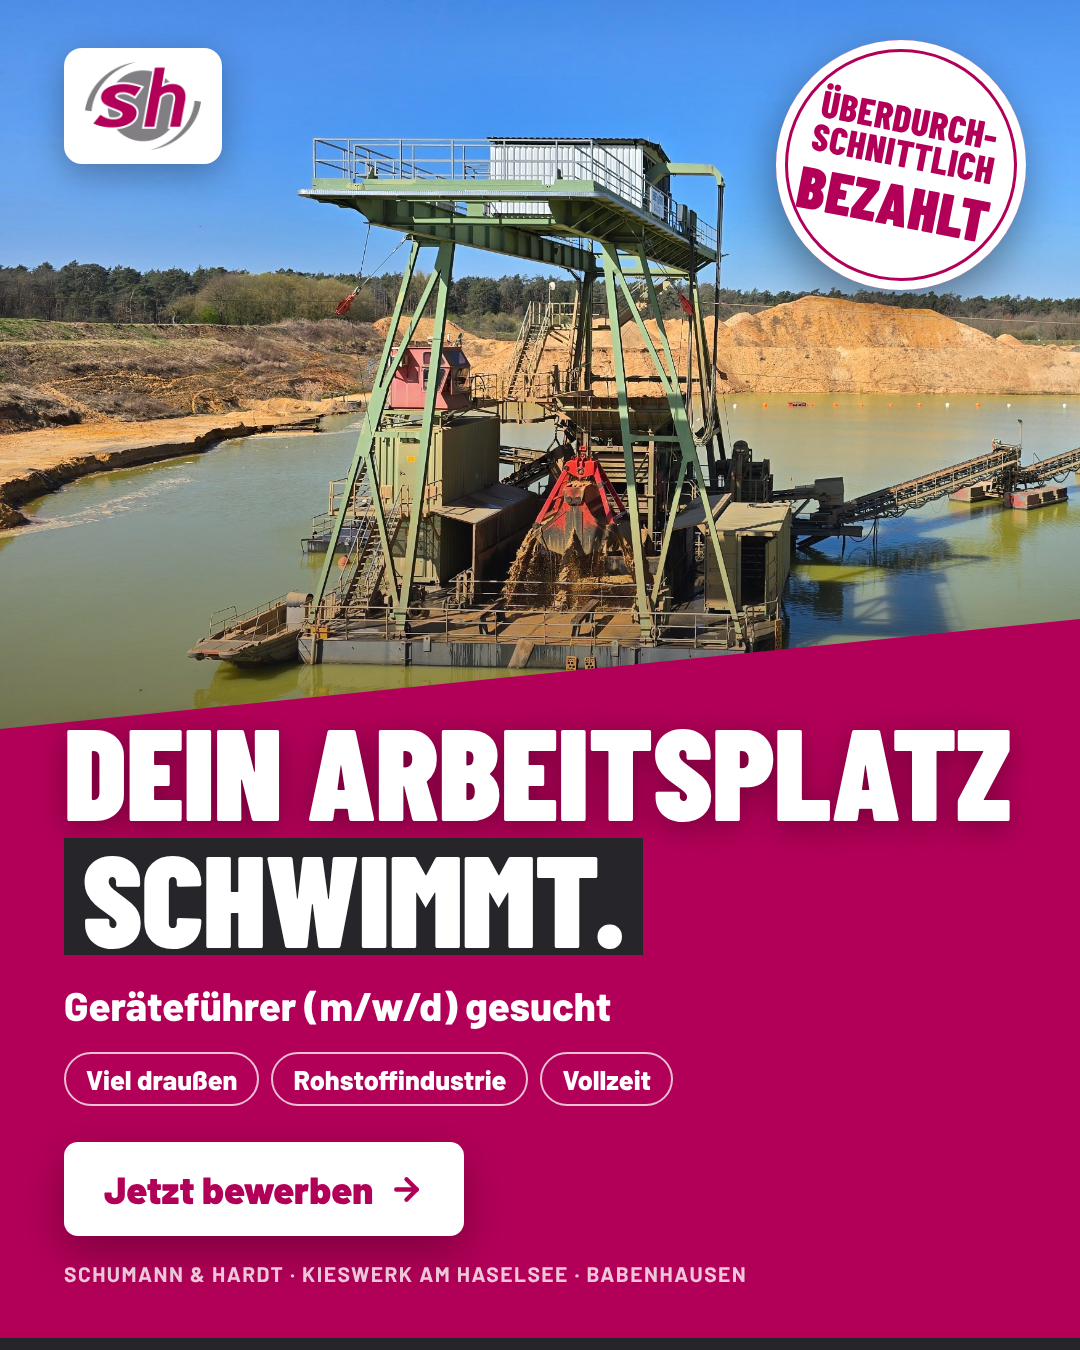 sh
ÜBERDURCH-
SCHNITTLICH
BEZAHLT
DEIN ARBEITSPLATZ
SCHWIMMT.
Geräteführer (m/w/d) gesucht
Viel draußen Rohstoffindustrie Vollzeit
Jetzt bewerben →
SCHUMANN & HARDT · KIESWERK AM HASELSEE · BABENHAUSEN